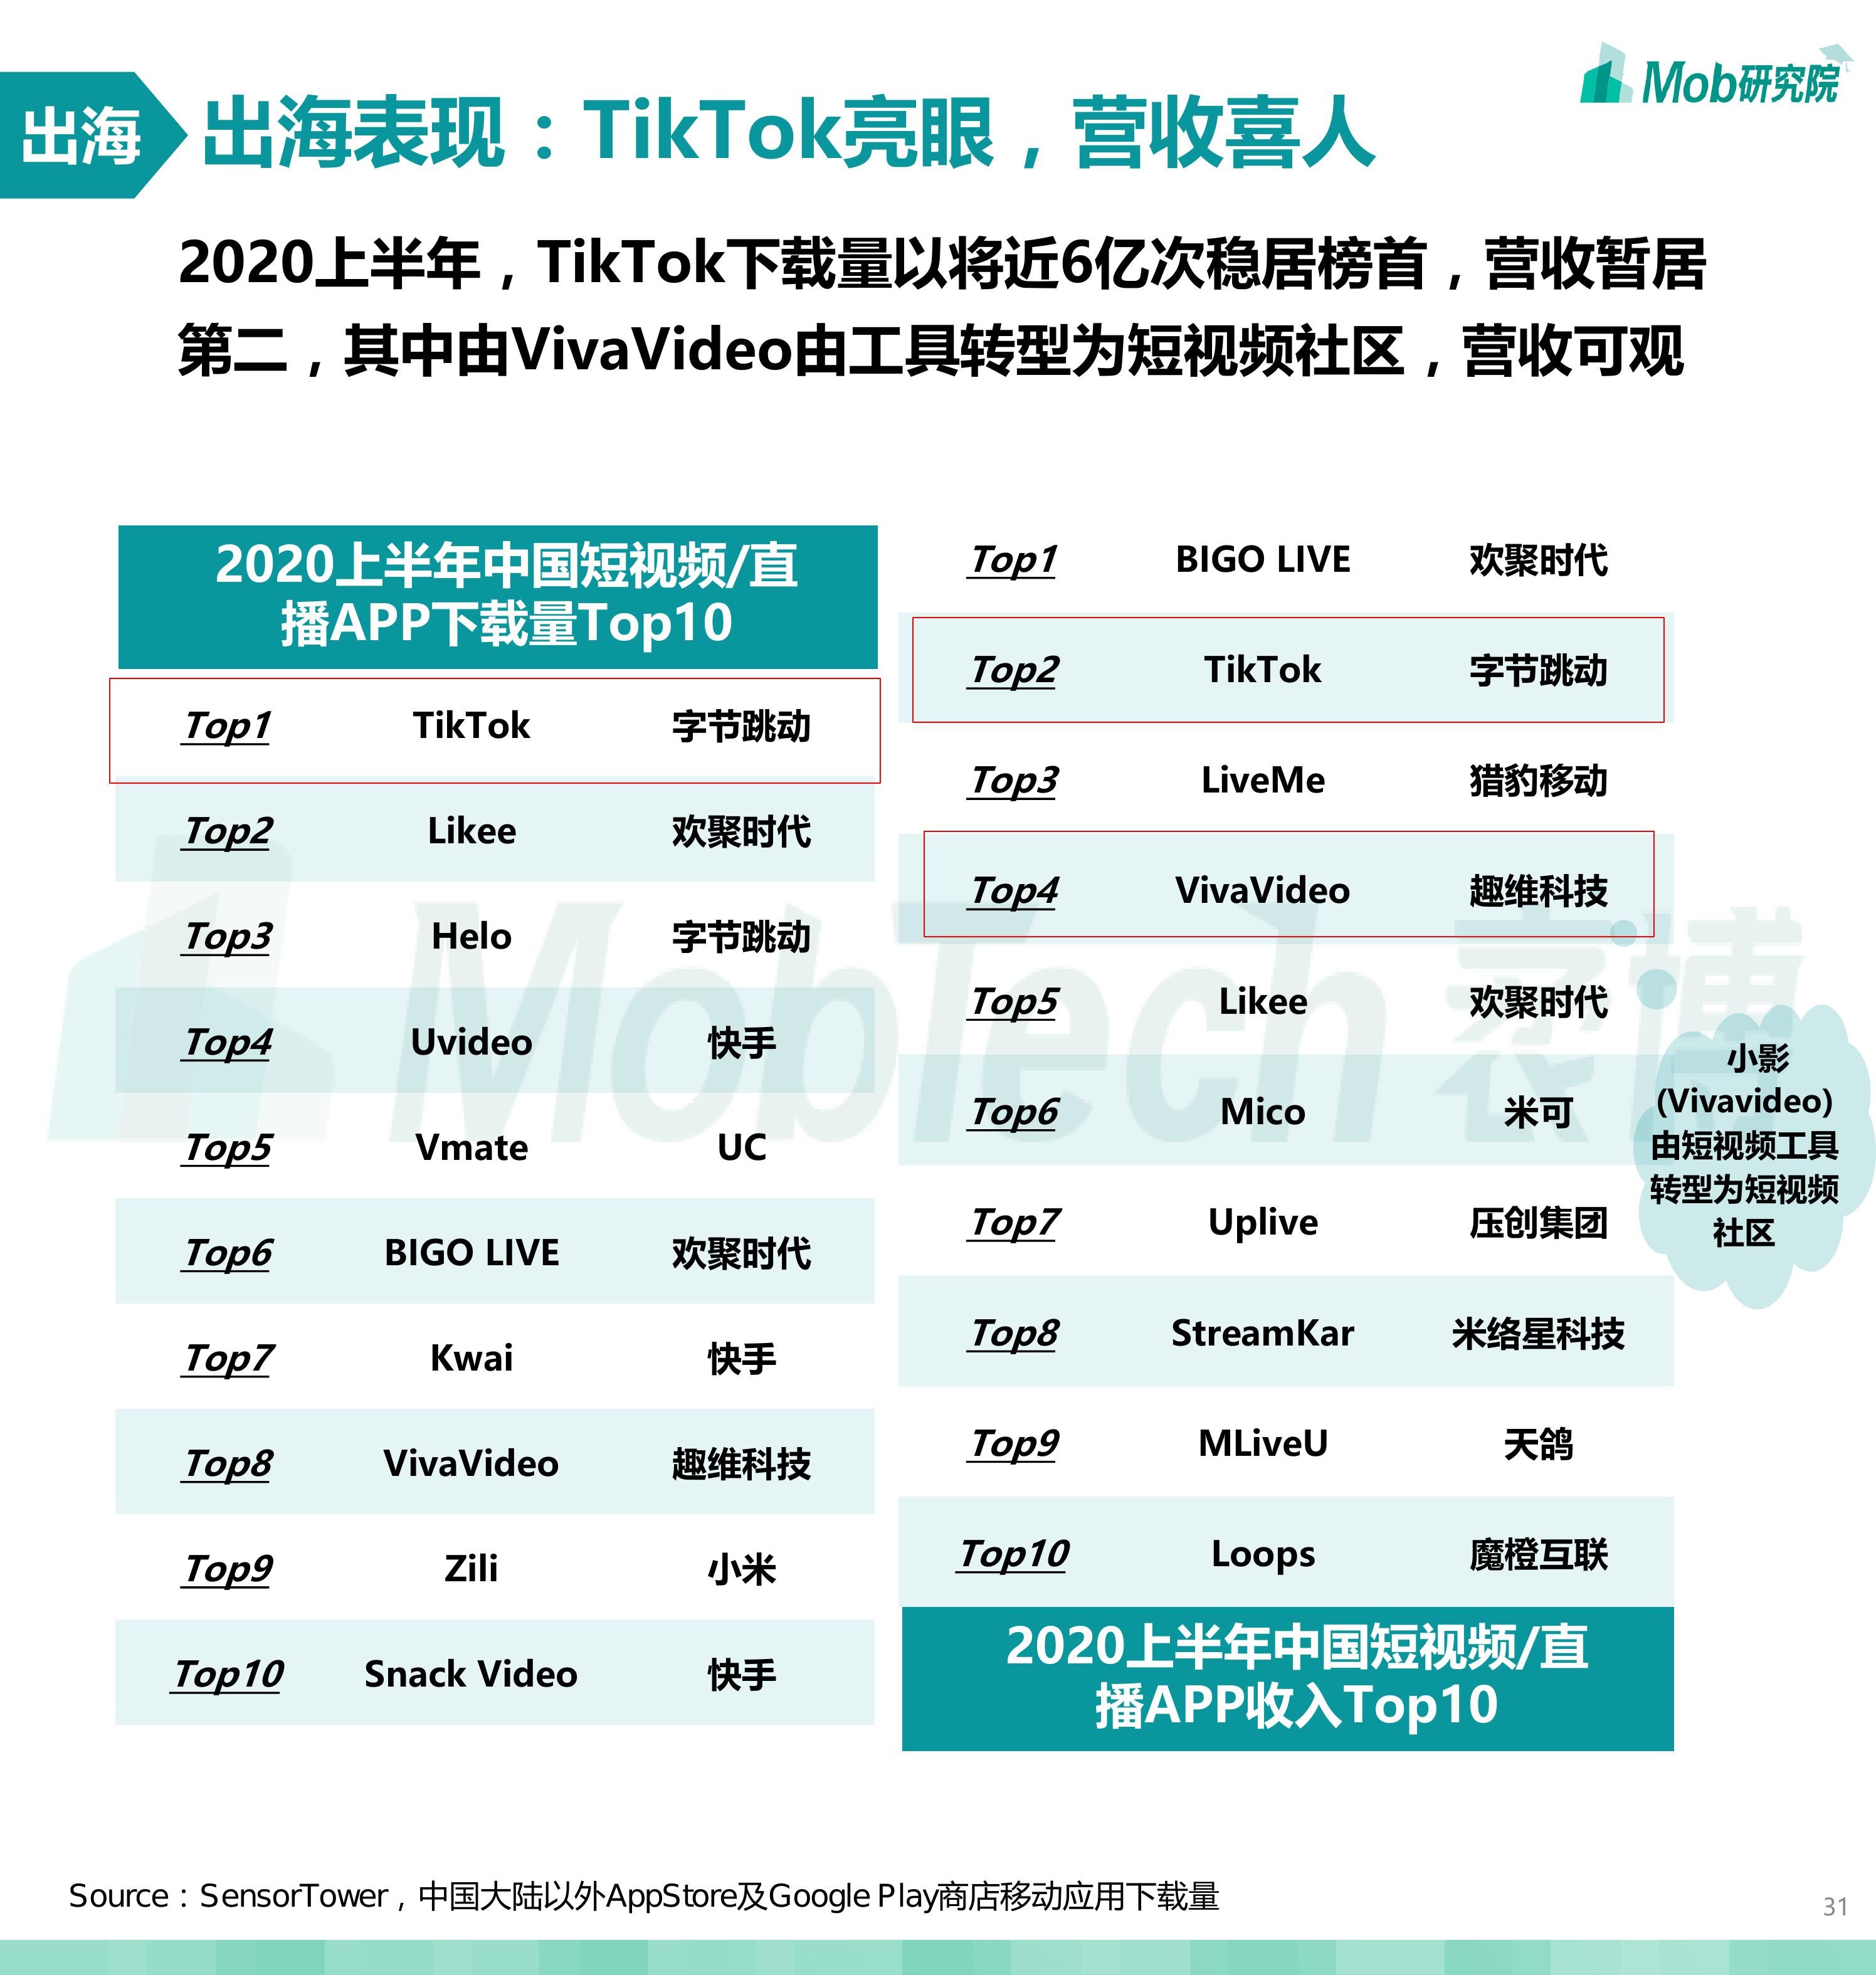 Mob研究院
出海
出海表现：TikTok亮眼，营收喜人
2020上半年，TikTok下载量以将近6亿次稳居榜首，营收暂居
第二，其中由VivaVideo由工具转型为短视频社区，营收可观
2020上半年中国短视频/直
播APP下载量Top10
Top1 TikTok 字节跳动
Top2 Likee 欢聚时代
Top3 Helo 字节跳动
Top4 Uvideo 快手
Top5 Vmate UC
Top6 BIGO LIVE 欢聚时代
Top7 Kwai 快手
Top8 VivaVideo 趣维科技
Top9 Zili 小米
Top10 Snack Video 快手
Top1 BIGO LIVE 欢聚时代
Top2 TikTok 字节跳动
Top3 LiveMe 猎豹移动
Top4 VivaVideo 趣维科技
Top5 Likee 欢聚时代
Top6 Mico 米可
Top7 Uplive 压创集团
Top8 StreamKar 米络星科技
Top9 MLiveU 天鸽
Top10 Loops 魔橙互联
2020上半年中国短视频/直
播APP收入Top10
小影
(Vivavideo)
由短视频工具
转型为短视频
社区
MobTech 袤博
Source：SensorTower，中国大陆以外AppStore及Google Play商店移动应用下载量
31